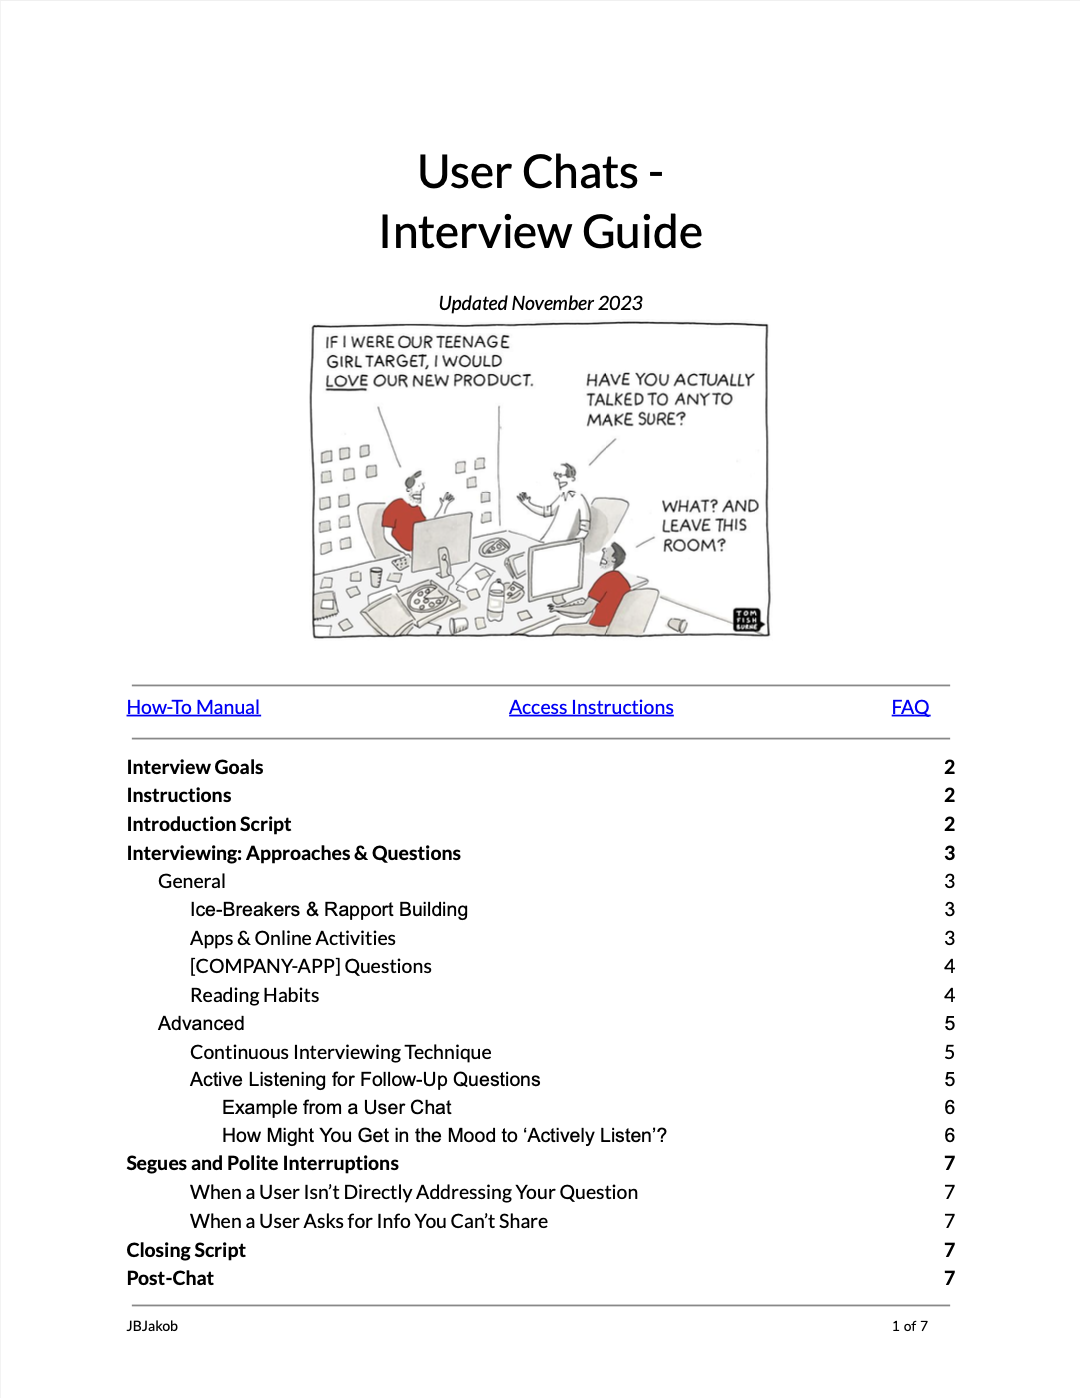 User Chats -
Interview Guide
Updated November 2023
IF I WERE OUR TEENAGE
GIRL TARGET, I WOULD
LOVE OUR NEW PRODUCT.
HAVE YOU ACTUALLY
TALKED TO ANY TO
MAKE SURE?
WHAT? AND
LEAVE THIS
ROOM?
TOM
FISH
BURNE
How-To Manual Access Instructions FAQ
Interview Goals 2
Instructions 2
Introduction Script 2
Interviewing: Approaches & Questions 3
General 3
Ice-Breakers & Rapport Building 3
Apps & Online Activities 3
[COMPANY-APP] Questions 4
Reading Habits 4
Advanced 5
Continuous Interviewing Technique 5
Active Listening for Follow-Up Questions 5
Example from a User Chat 6
How Might You Get in the Mood to ‘Actively Listen’? 6
Segues and Polite Interruptions 7
When a User Isn’t Directly Addressing Your Question 7
When a User Asks for Info You Can’t Share 7
Closing Script 7
Post-Chat 7
JBJakob 1 of 7